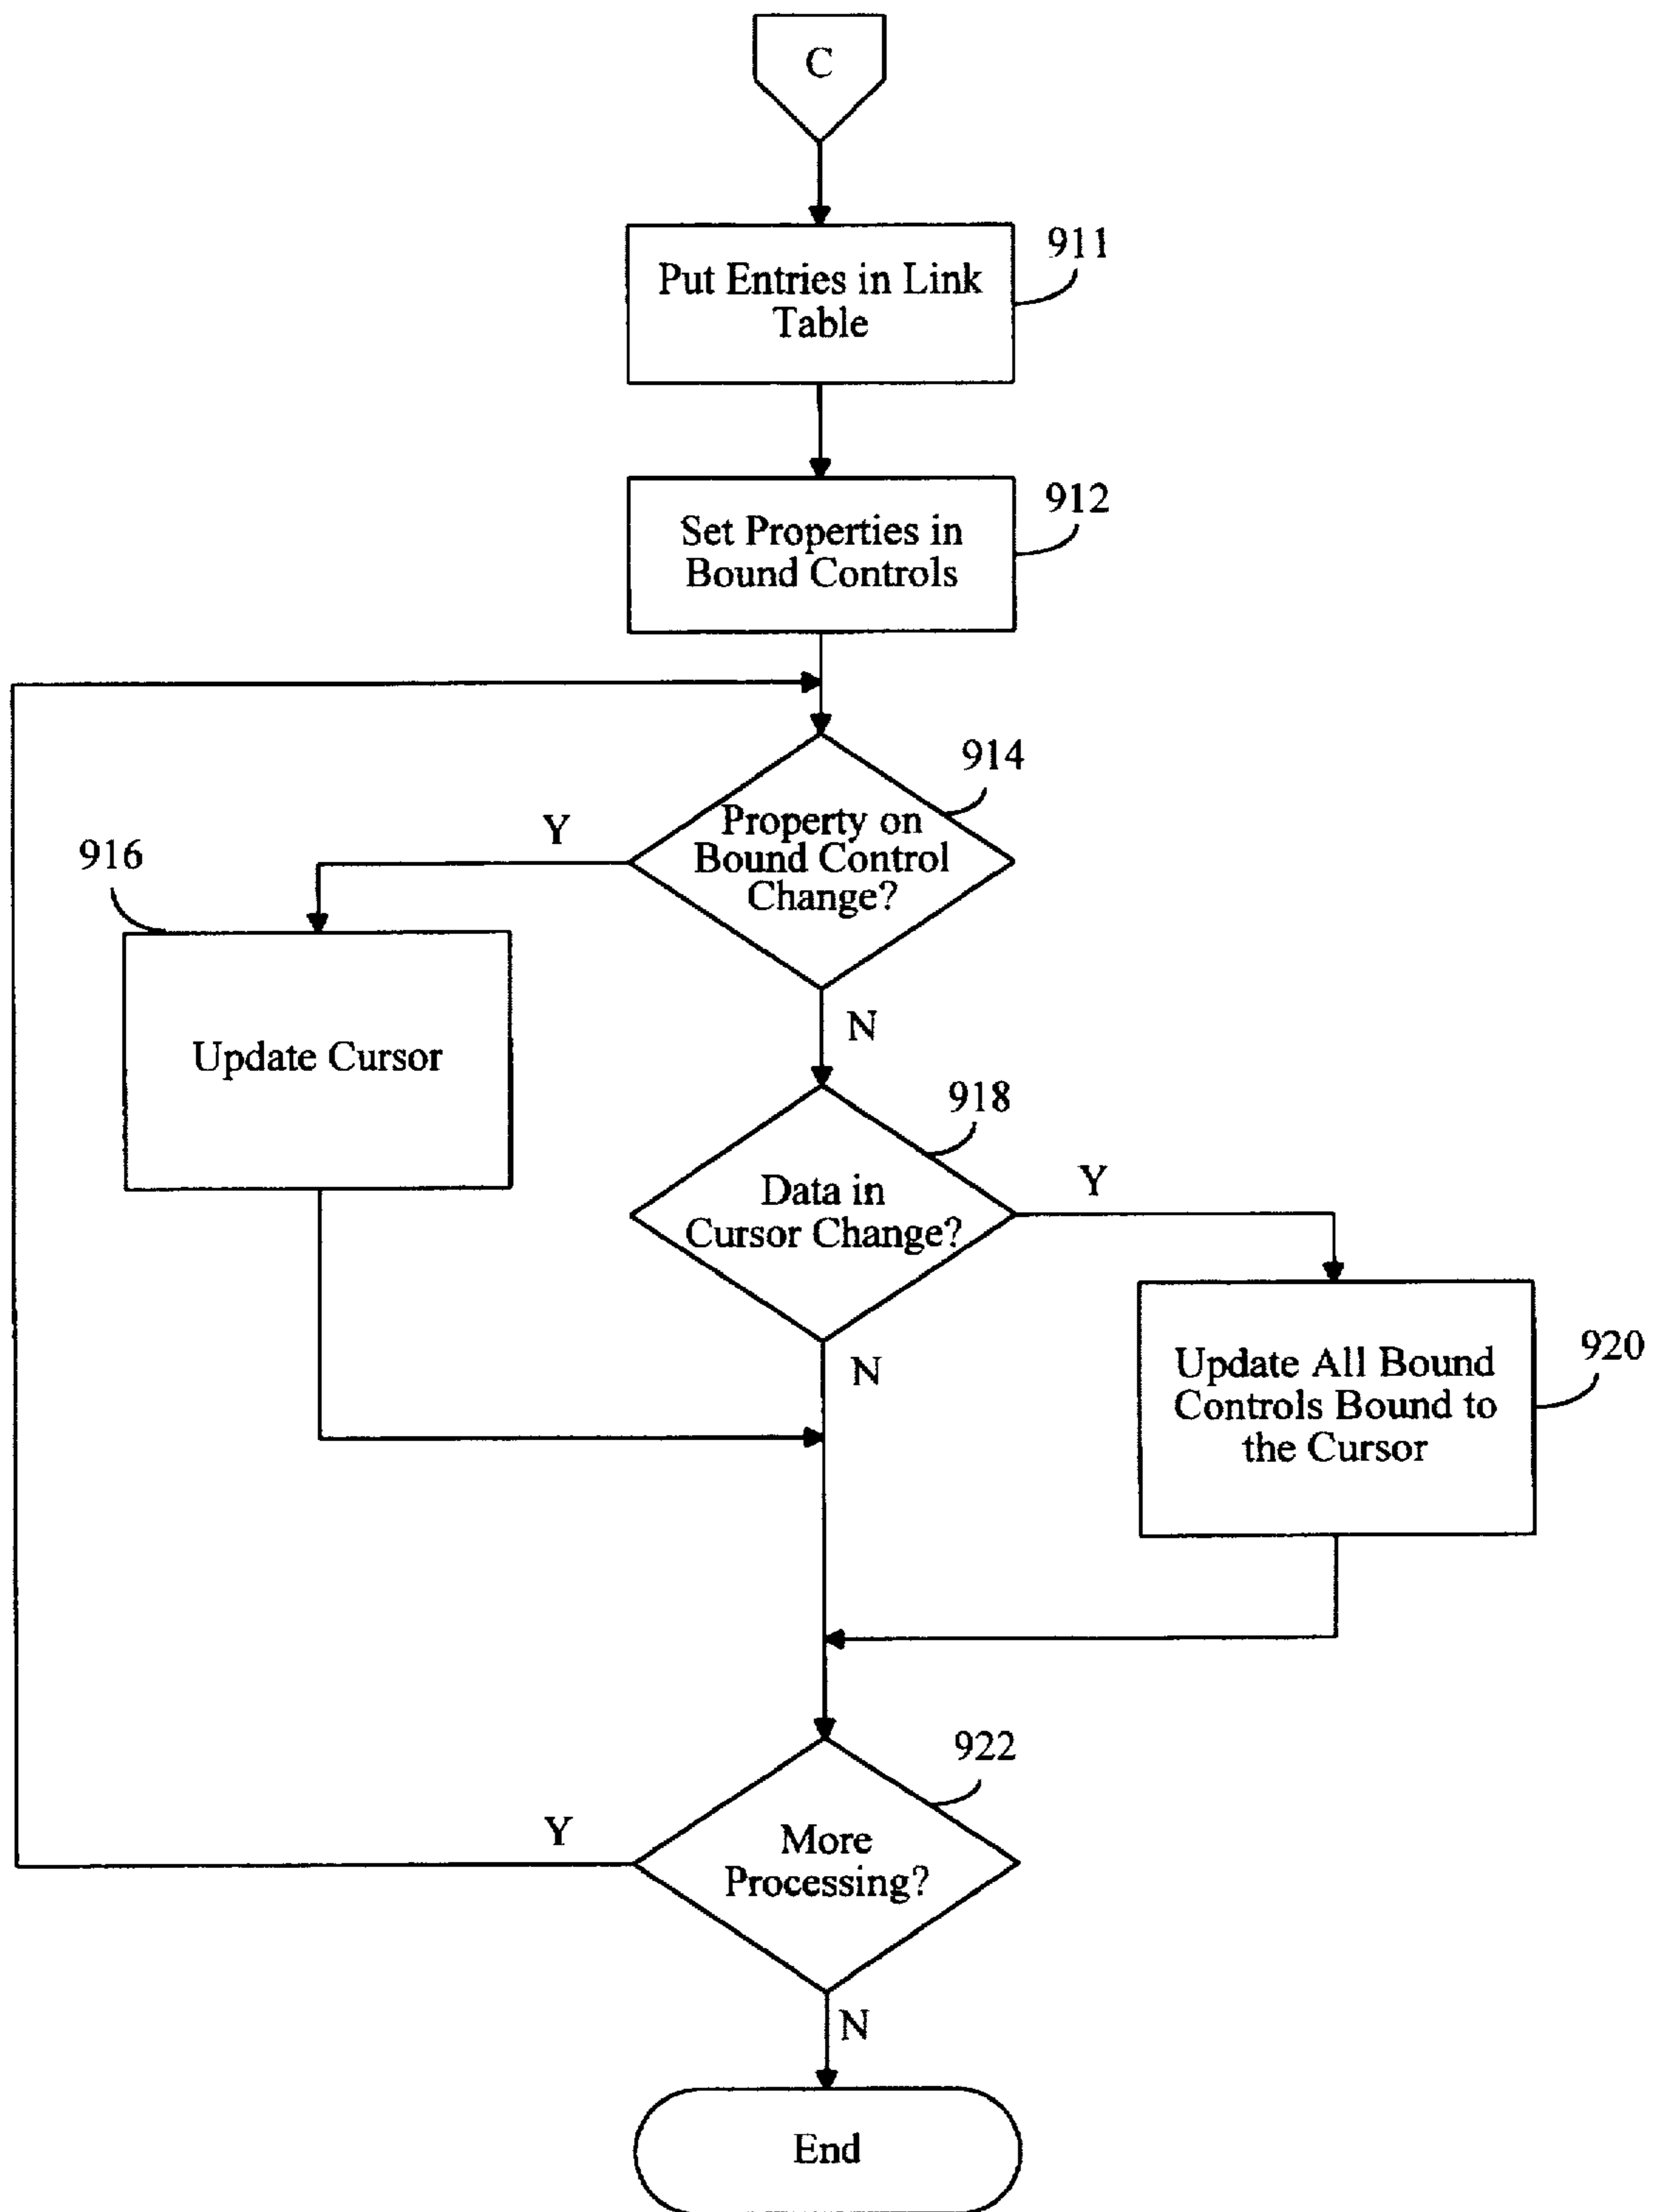 C
911
Put Entries in Link
Table
912
Set Properties in
Bound Controls
914
Property on
Bound Control
Change?
Y
916
Update Cursor
N
918
Data in
Cursor Change?
Y
920
Update All Bound
Controls Bound to
the Cursor
N
922
More
Processing?
Y
N
End